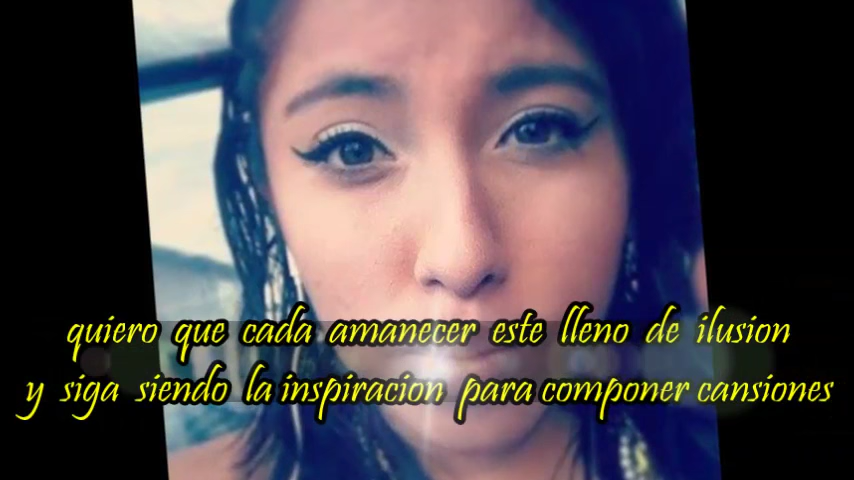 quiero que cada amanecer este lleno de ilusion
y siga siendo la inspiracion para componer cansiones